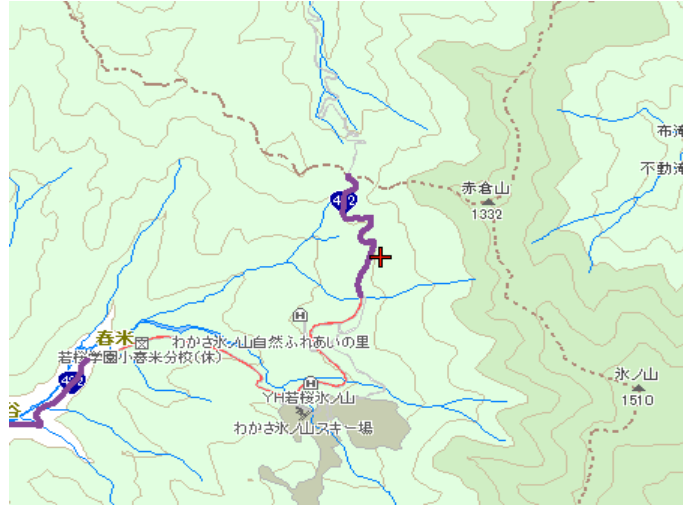 布滝
不動滝
赤倉山
1332
482
春米
わかさ氷ノ山自然ふれあいの里
若桜学園小春米分校(休)
482
氷ノ山
1510
YH若桜氷ノ山
谷
わかさ氷ノ山スキー場